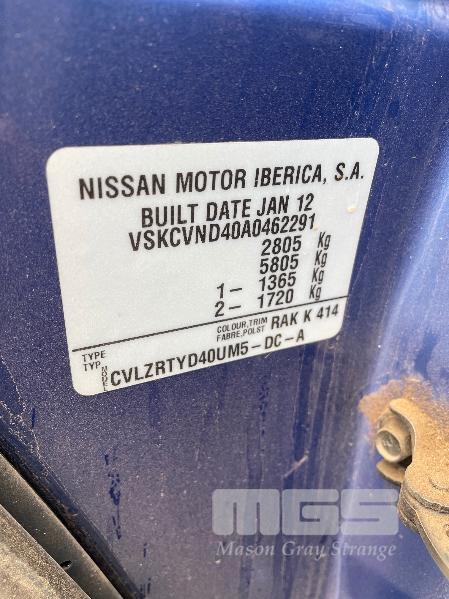 NISSAN MOTOR IBERICA, S.A.
BUILT DATE JAN 12
VSKCVND40A0462291
2805 Kg
5805 Kg
1- 1365 Kg
2- 1720 Kg
COLOUR,TRIM
FABRE,POLST
RAK K 414
TYPE
TYP
MODEL
CVLZRTYD40UM5-DC-A
MGS
Mason Gray Strange